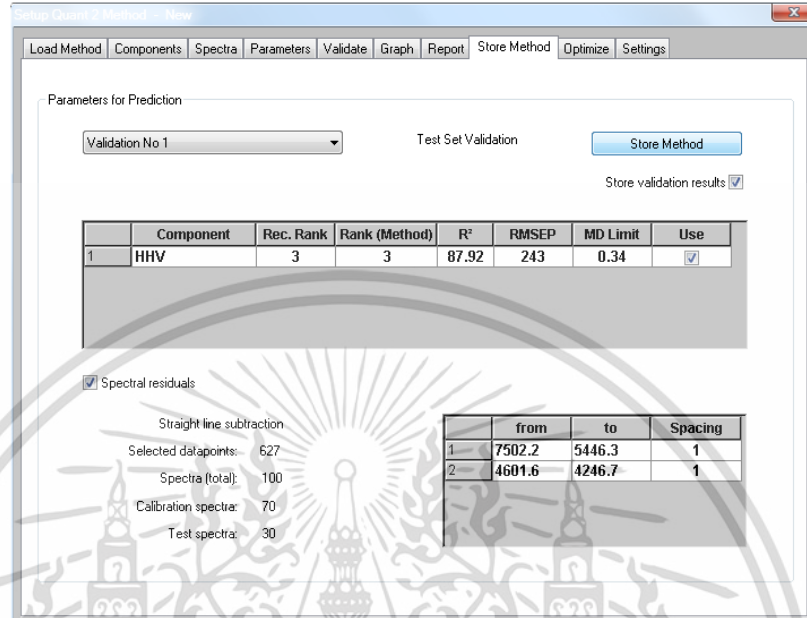 Setup Quant 2 Method - New
Load Method Components Spectra Parameters Validate Graph Report Store Method Optimize Settings
Parameters for Prediction
Validation No 1 Test Set Validation Store Method
Store validation results
Component Rec. Rank Rank (Method) R² RMSEP MD Limit Use
1 HHV 3 3 87.92 243 0.34
Spectral residuals
Straight line subtraction
Selected datapoints: 627
Spectra (total): 100
Calibration spectra: 70
Test spectra: 30
from to Spacing
1 7502.2 5446.3 1
2 4601.6 4246.7 1